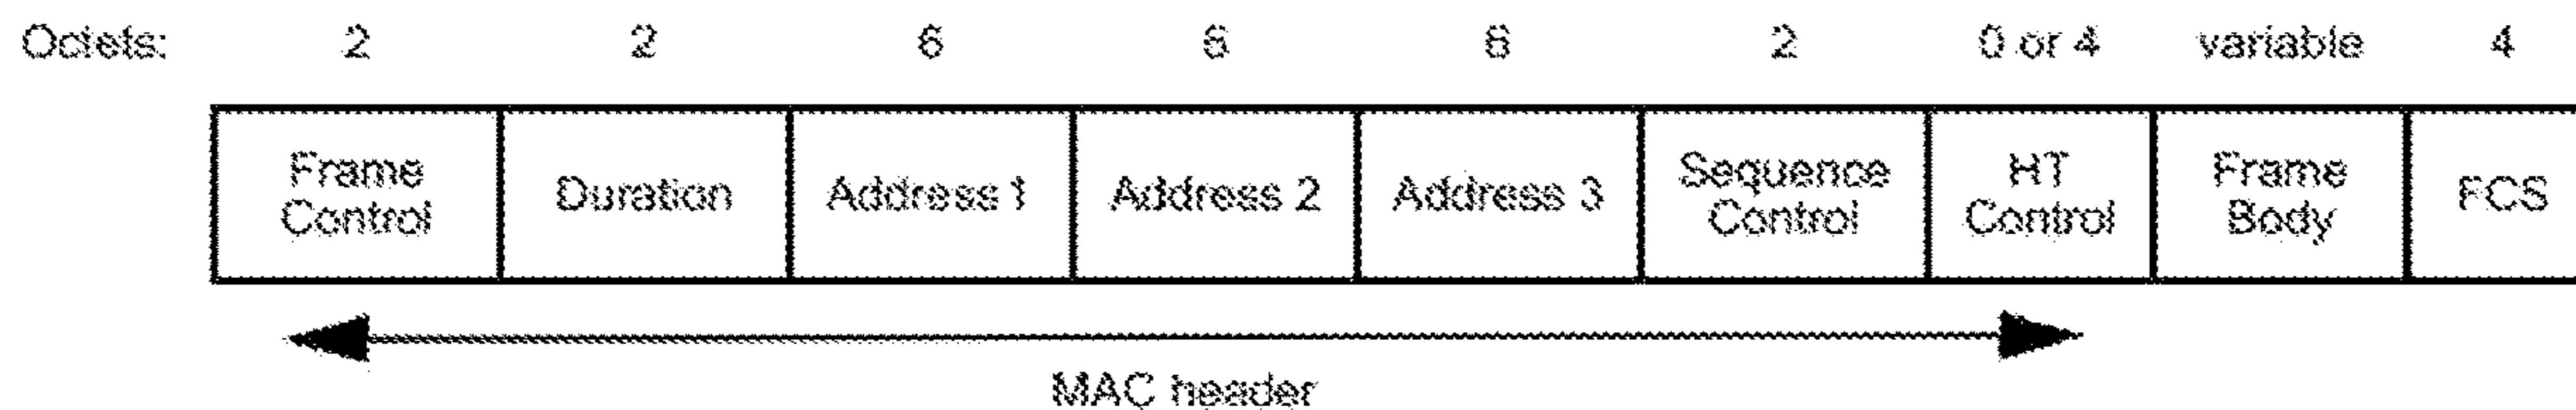 Octets: 2 2 6 6 6 2 0 or 4 variable 4
Frame Control Duration Address 1 Address 2 Address 3 Sequence Control HT Control Frame Body FCS
MAC header